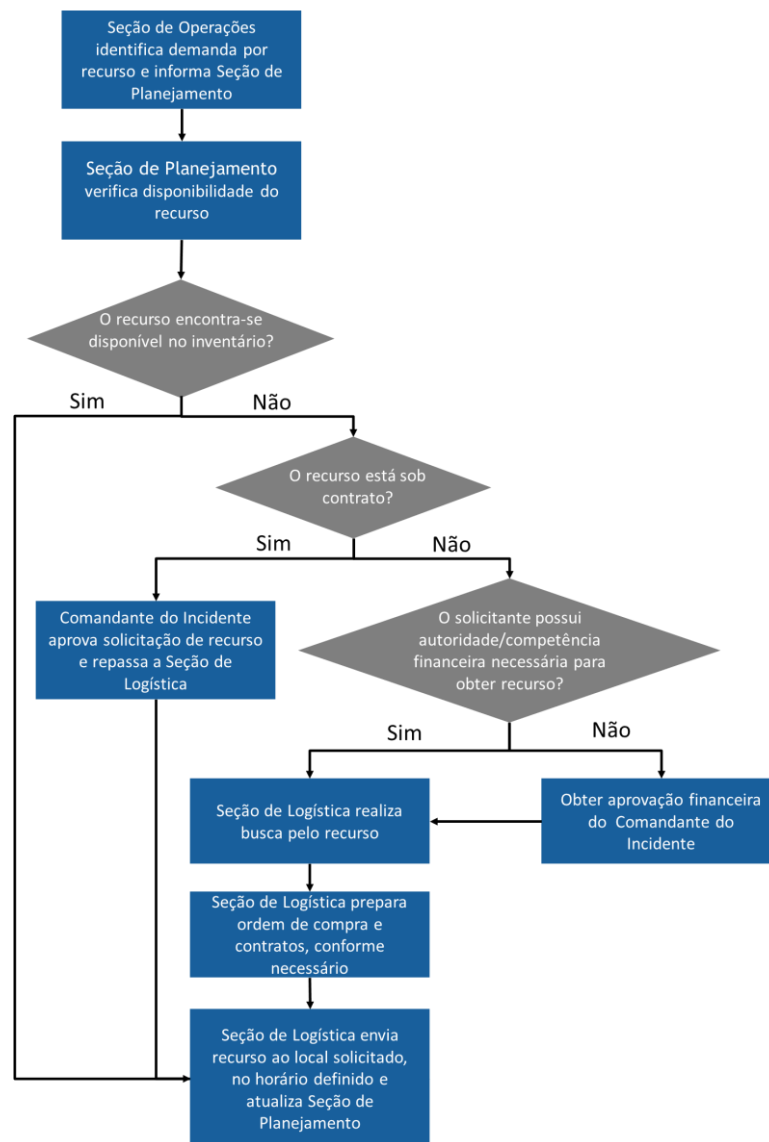 Seção de Operações
identifica demanda por
recurso e informa Seção de
Planejamento
Seção de Planejamento
verifica disponibilidade do
recurso
O recurso encontra-se
disponível no inventário?
Sim
Não
O recurso está sob
contrato?
Sim
Não
Comandante do Incidente
aprova solicitação de recurso
e repassa a Seção de
Logística
O solicitante possui
autoridade/competência
financeira necessária para
obter recurso?
Sim
Não
Seção de Logística realiza
busca pelo recurso
Obter aprovação financeira
do Comandante do
Incidente
Seção de Logística prepara
ordem de compra e
contratos, conforme
necessário
Seção de Logística envia
recurso ao local solicitado,
no horário definido e
atualiza Seção de
Planejamento